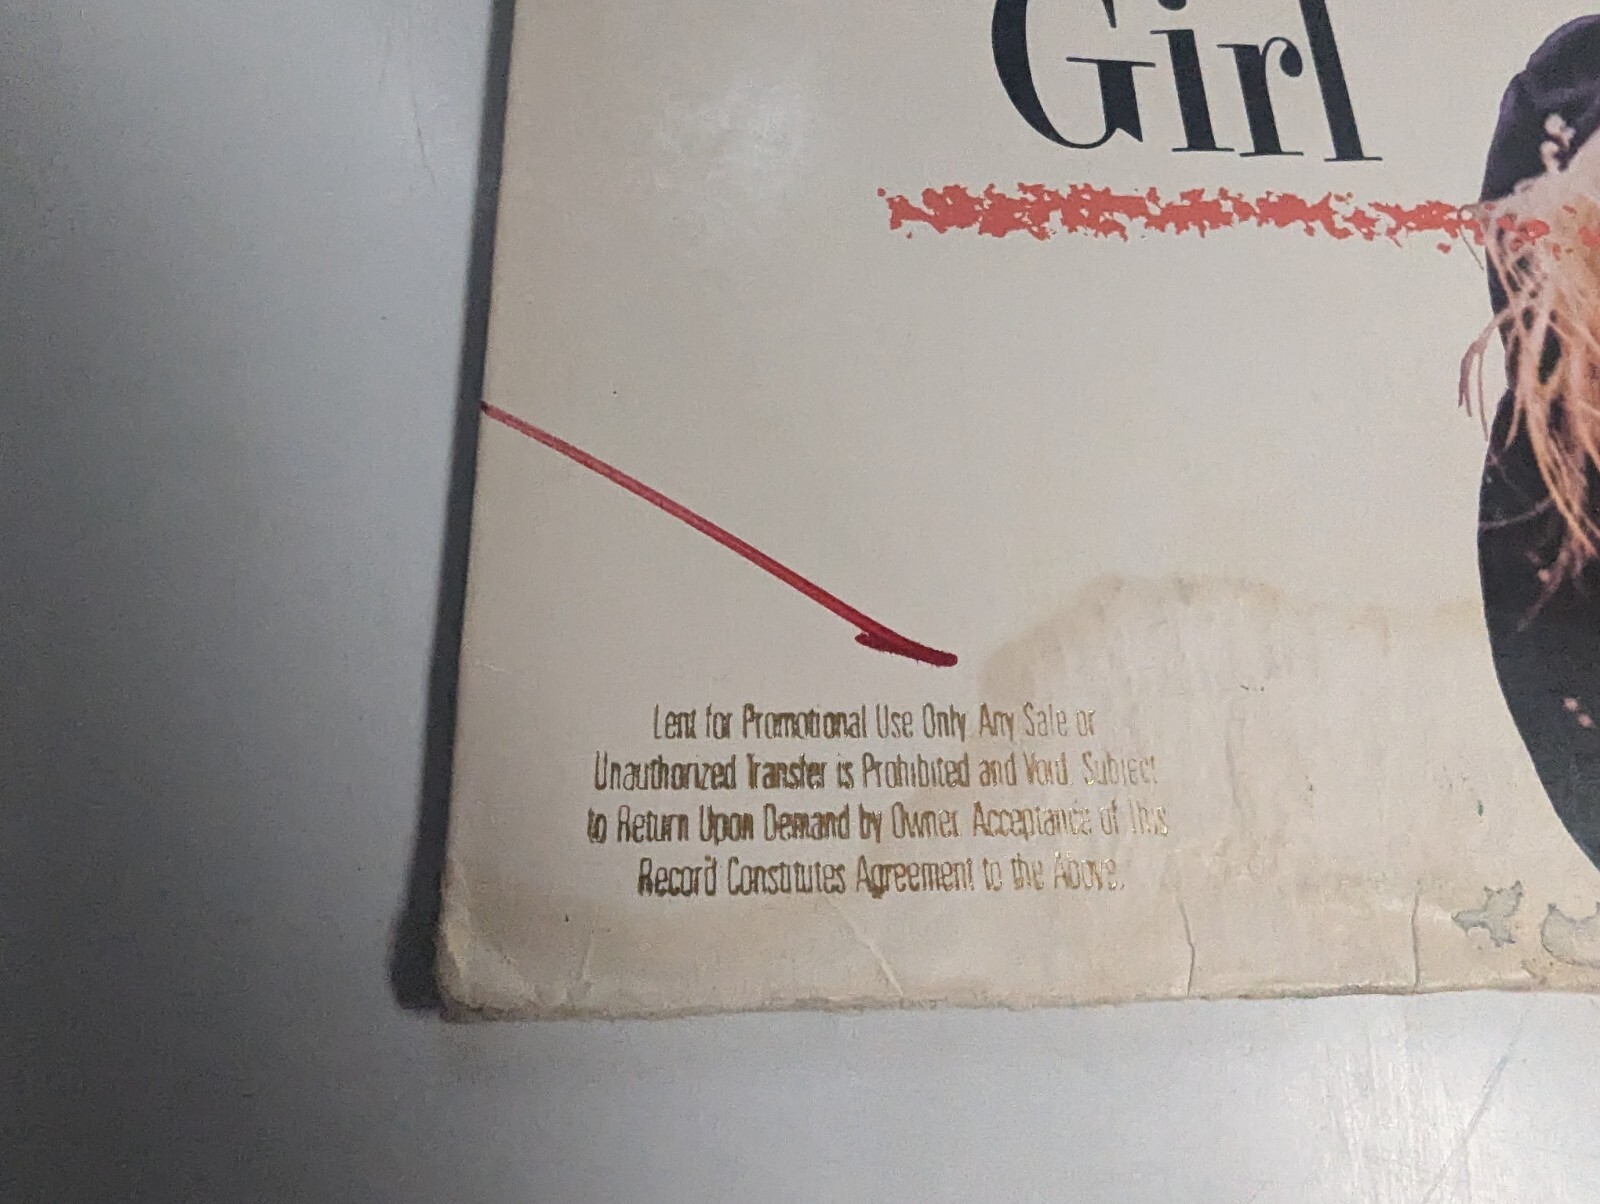 Girl
Lent for Promotional Use Only. Any Sale or
Unauthorized Transfer is Prohibited and Void. Subject
to Return Upon Demand by Owner. Acceptance of This
Record Constitutes Agreement to the Above.